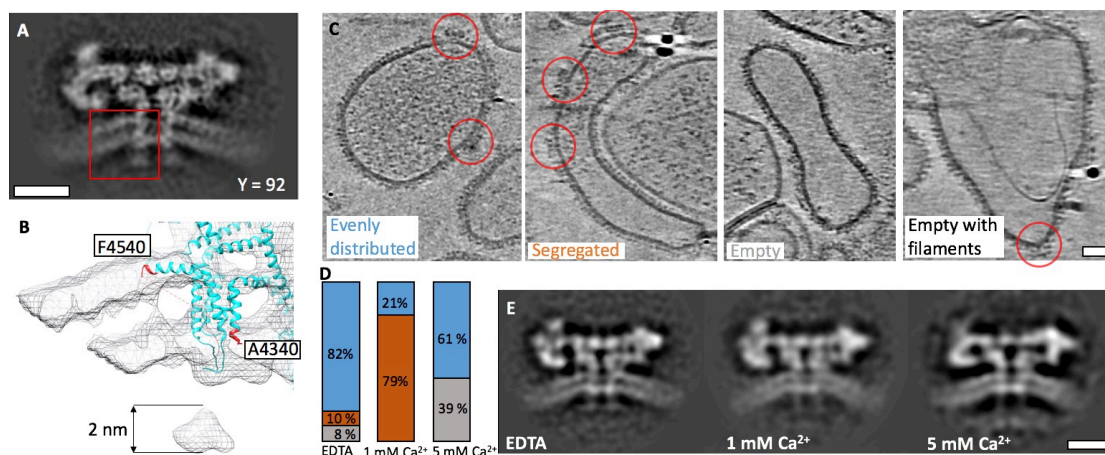 A
Y = 92
B
F4540
A4340
2 nm
C
Evenly
distributed
Segregated
Empty
Empty with
filaments
D
82%
10 %
8 %
EDTA
21%
79%
1 mM Ca²⁺
61 %
39 %
5 mM Ca²⁺
E
EDTA
1 mM Ca²⁺
5 mM Ca²⁺